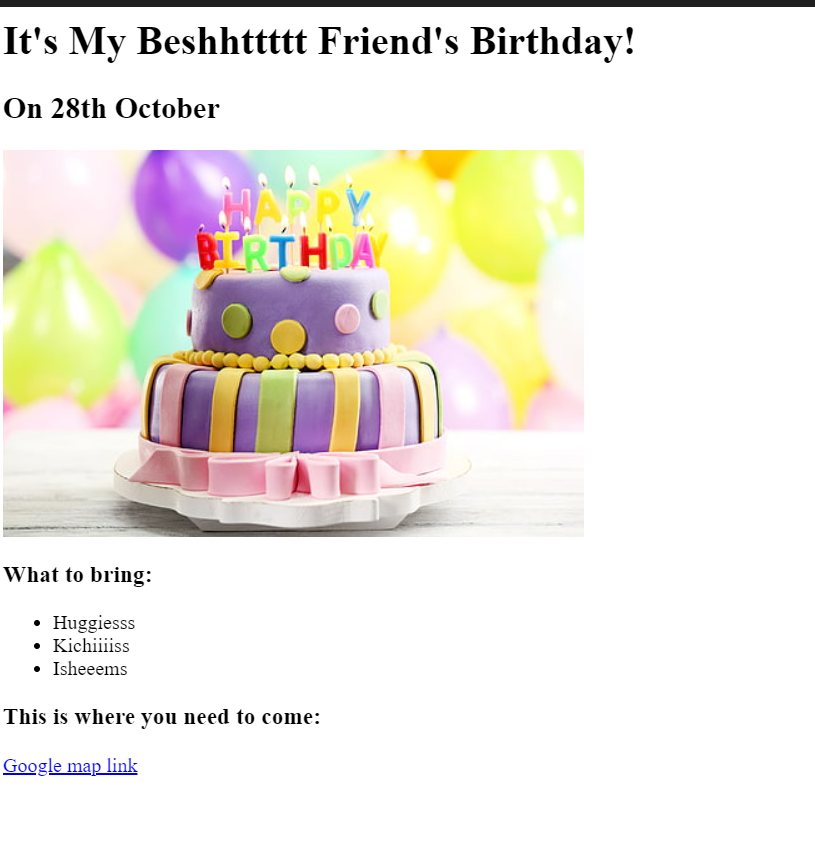 It's My Beshhttttt Friend's Birthday!
On 28th October
HAPPY
BIRTHDAY
What to bring:
Huggiesss
Kichiiiiss
Isheeems
This is where you need to come:
Google map link